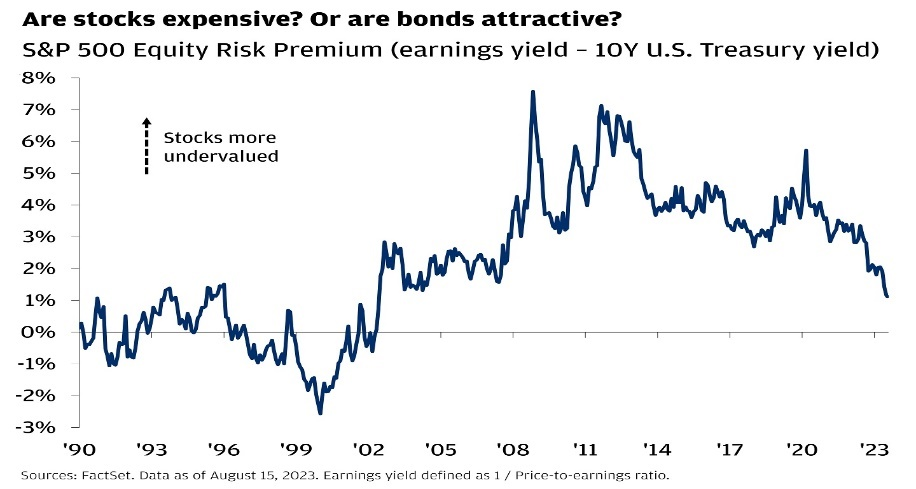 Are stocks expensive? Or are bonds attractive?
S&P 500 Equity Risk Premium (earnings yield – 10Y U.S. Treasury yield)
8%
7%
6%
5%
4%
3%
2%
1%
0%
-1%
-2%
-3%
Stocks more
undervalued
'90 '93 '96 '99 '02 '05 '08 '11 '14 '17 '20 '23
Sources: FactSet. Data as of August 15, 2023. Earnings yield defined as 1 / Price-to-earnings ratio.